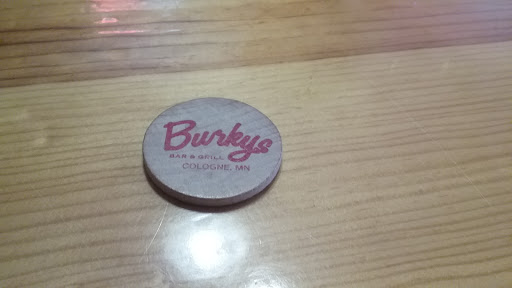 Burkys
BAR & GRILL
COLOGNE, MN